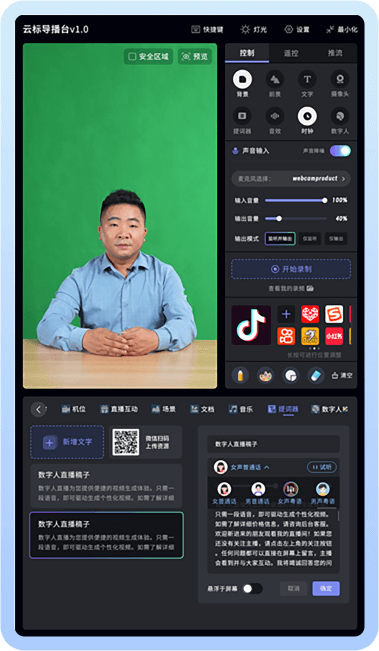 云标导播台v1.0
快捷键
灯光
设置
最小化
安全区域
预览
控制
遥控
推流
背景
前景
文字
摄像头
提词器
音效
时钟
数字人
声音输入
声音降噪
麦克风选择:
webcamproduct
输入音量
100%
输出音量
40%
输出模式
监听并输出
仅监听
仅输出
开始录制
查看我的录频
小红书
长按可进行位置调整
清空
机位
直播互动
场景
文档
音乐
提词器
新增文字
微信扫码
上传资源
数字人直播稿子
数字人直播为您提供便捷的视频生成体验。只需一
段语音,即可驱动生成个性化视频。如需了解详细
数字人直播稿子
数字人直播为您提供便捷的视频生成体验。只需一
段语音,即可驱动生成个性化视频。如需了解详细
数字人直播稿子
女声普通话
试听
女声普通话
男普通话
女声粤语
男声粤语
只需一段语音,即可驱动生成个性化视频。
如需了解详细价格信息,请咨询后台客服。
欢迎新进来的朋友观看我的直播间!如果您
还没有关注主播,请点击左上角的关注按钮
。任何问题都可以直接在屏幕上留言,主播
会看到并与大家互动。我将竭诚回答您的问
悬浮于屏幕
取消
确定